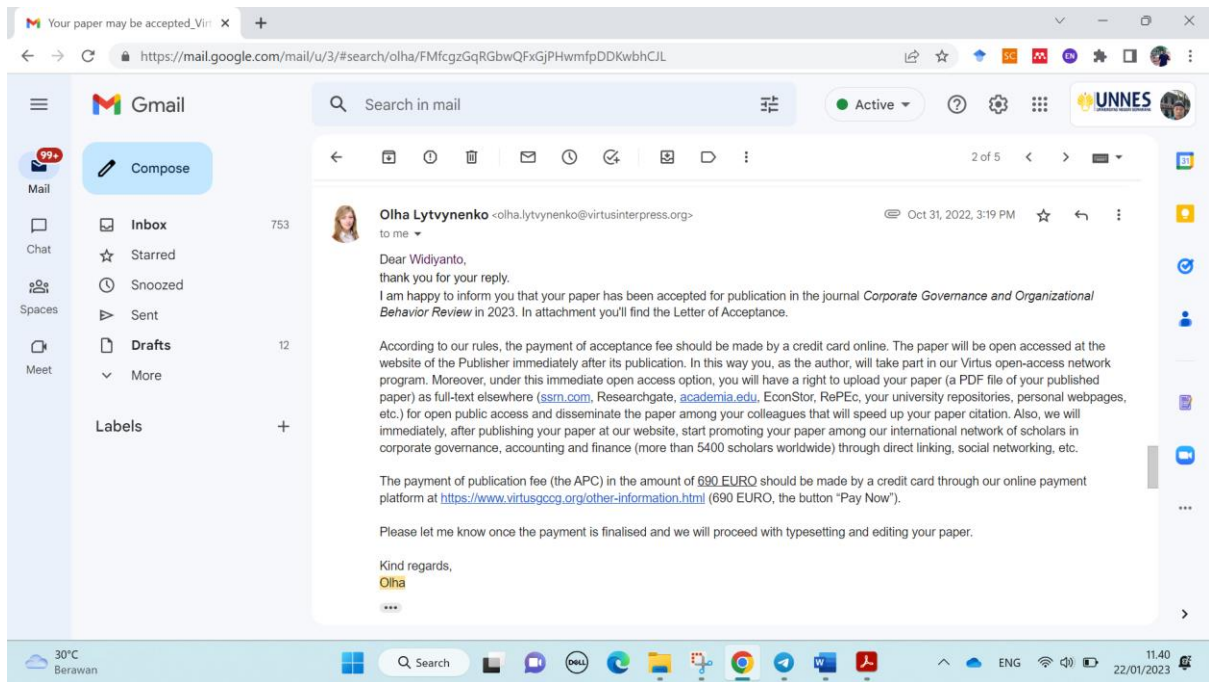 Your paper may be accepted_Virt
https://mail.google.com/mail/u/3/#search/olha/FMfcgzGqRGbwQFxGjPHwmfpDDKwbhCJL
SC
EN
Gmail
Search in mail
Active
UNNES
99+
Mail
Compose
2 of 5
31
Chat
Spaces
Meet
Inbox 753
Starred
Snoozed
Sent
Drafts 12
More
Labels
Olha Lytvynenko <olha.lytvynenko@virtusinterpress.org>
Oct 31, 2022, 3:19 PM
to me
Dear Widiyanto,
thank you for your reply.
I am happy to inform you that your paper has been accepted for publication in the journal Corporate Governance and Organizational
Behavior Review in 2023. In attachment you'll find the Letter of Acceptance.
According to our rules, the payment of acceptance fee should be made by a credit card online. The paper will be open accessed at the
website of the Publisher immediately after its publication. In this way you, as the author, will take part in our Virtus open-access network
program. Moreover, under this immediate open access option, you will have a right to upload your paper (a PDF file of your published
paper) as full-text elsewhere (ssrn.com, Researchgate, academia.edu, EconStor, RePEc, your university repositories, personal webpages,
etc.) for open public access and disseminate the paper among your colleagues that will speed up your paper citation. Also, we will
immediately, after publishing your paper at our website, start promoting your paper among our international network of scholars in
corporate governance, accounting and finance (more than 5400 scholars worldwide) through direct linking, social networking, etc.
The payment of publication fee (the APC) in the amount of 690 EURO should be made by a credit card through our online payment
platform at https://www.virtusgccg.org/other-information.html (690 EURO, the button “Pay Now”).
Please let me know once the payment is finalised and we will proceed with typesetting and editing your paper.
Kind regards,
Olha
30°C
Berawan
Search
DELL
ENG
11.40
22/01/2023